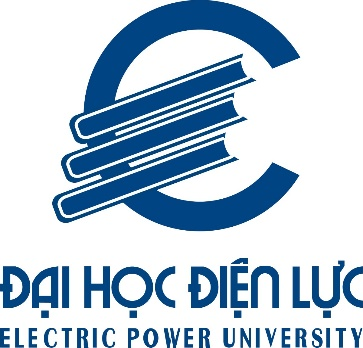 ĐẠI HỌC ĐIỆN LỰC
ELECTRIC POWER UNIVERSITY